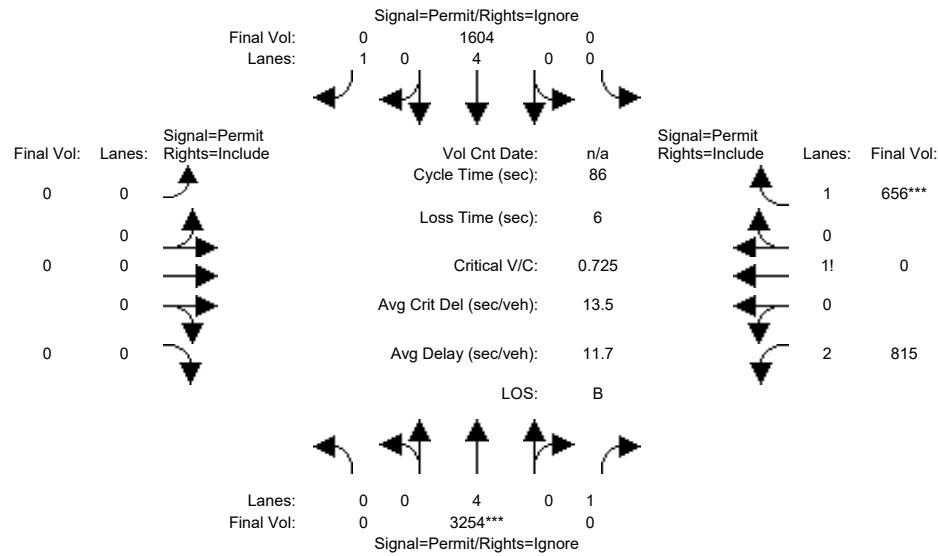 Signal=Permit/Rights=Ignore
Final Vol: 0 1604 0
Lanes: 1 0 4 0 0
Signal=Permit Signal=Permit
Final Vol: Lanes: Rights=Include Vol Cnt Date: n/a Rights=Include Lanes: Final Vol:
Cycle Time (sec): 86
0 0 1 656***
Loss Time (sec): 6
0 0
0 0 Critical V/C: 0.725 1! 0
0 Avg Crit Del (sec/veh): 13.5 0
0 0 Avg Delay (sec/veh): 11.7 2 815
LOS: B
Lanes: 0 0 4 0 1
Final Vol: 0 3254*** 0
Signal=Permit/Rights=Ignore